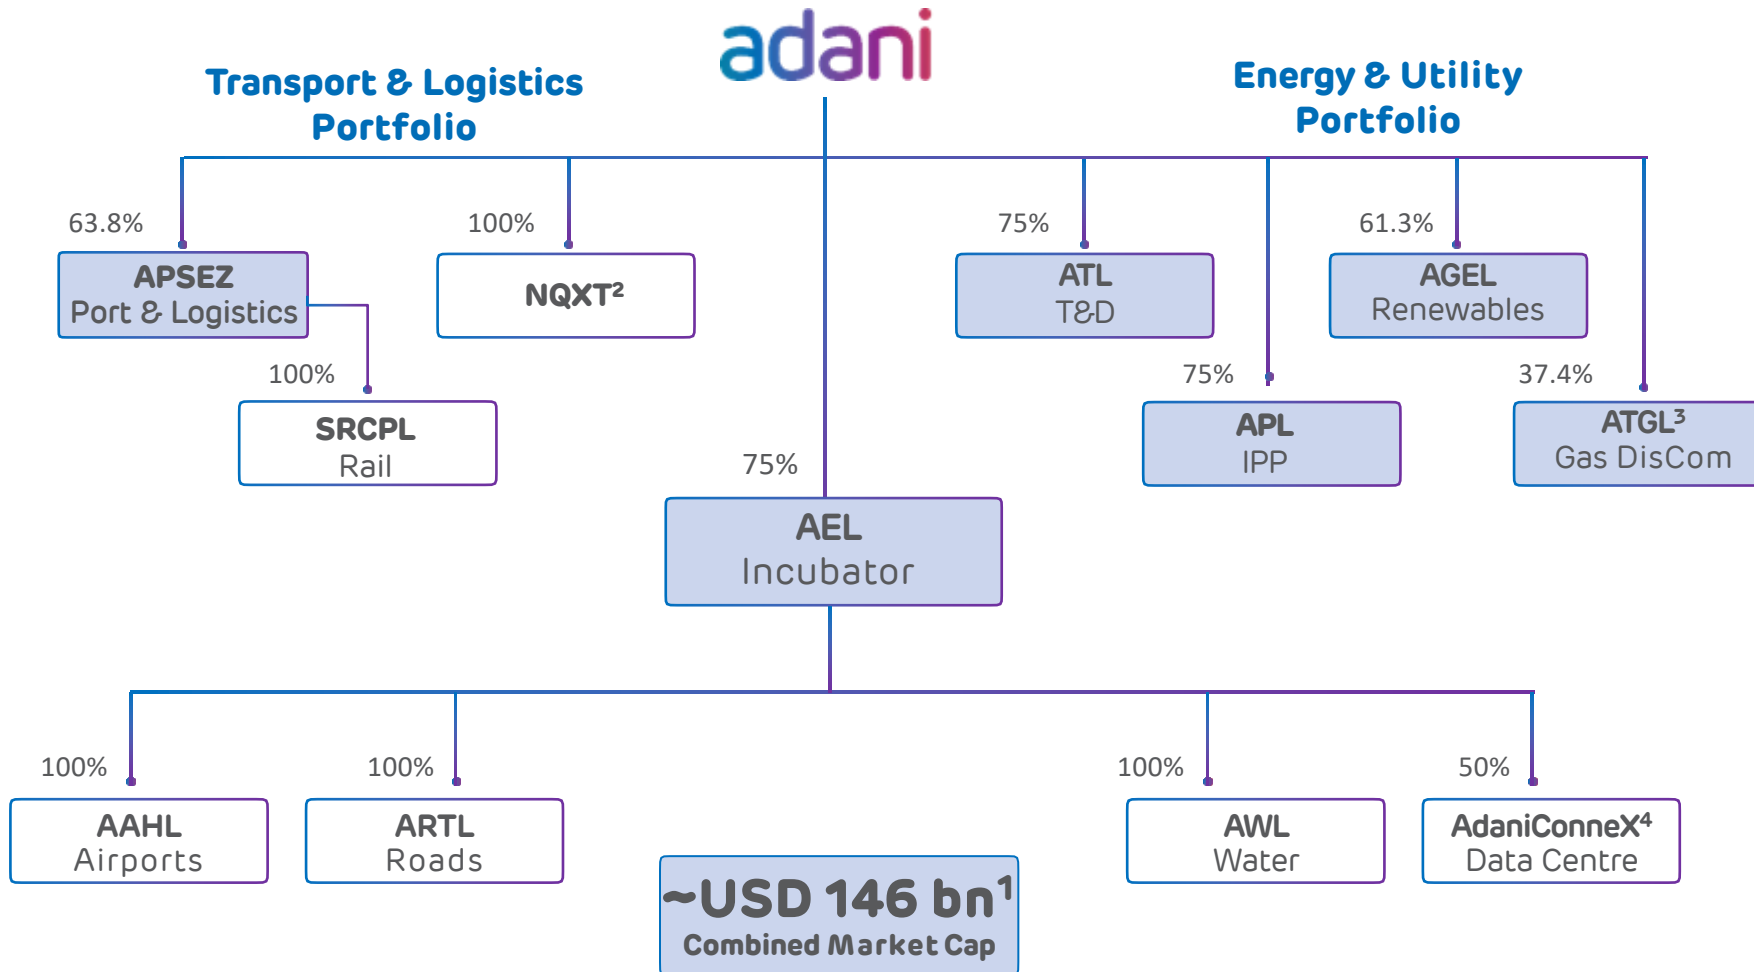 adani
Transport & Logistics
Portfolio
Energy & Utility
Portfolio
63.8%
APSEZ
Port & Logistics
100%
NQXT²
75%
ATL
T&D
61.3%
AGEL
Renewables
100%
SRCPL
Rail
75%
APL
IPP
37.4%
ATGL³
Gas DisCom
75%
AEL
Incubator
100%
AAHL
Airports
100%
ARTL
Roads
100%
AWL
Water
50%
AdaniConneX⁴
Data Centre
~USD 146 bn¹
Combined Market Cap